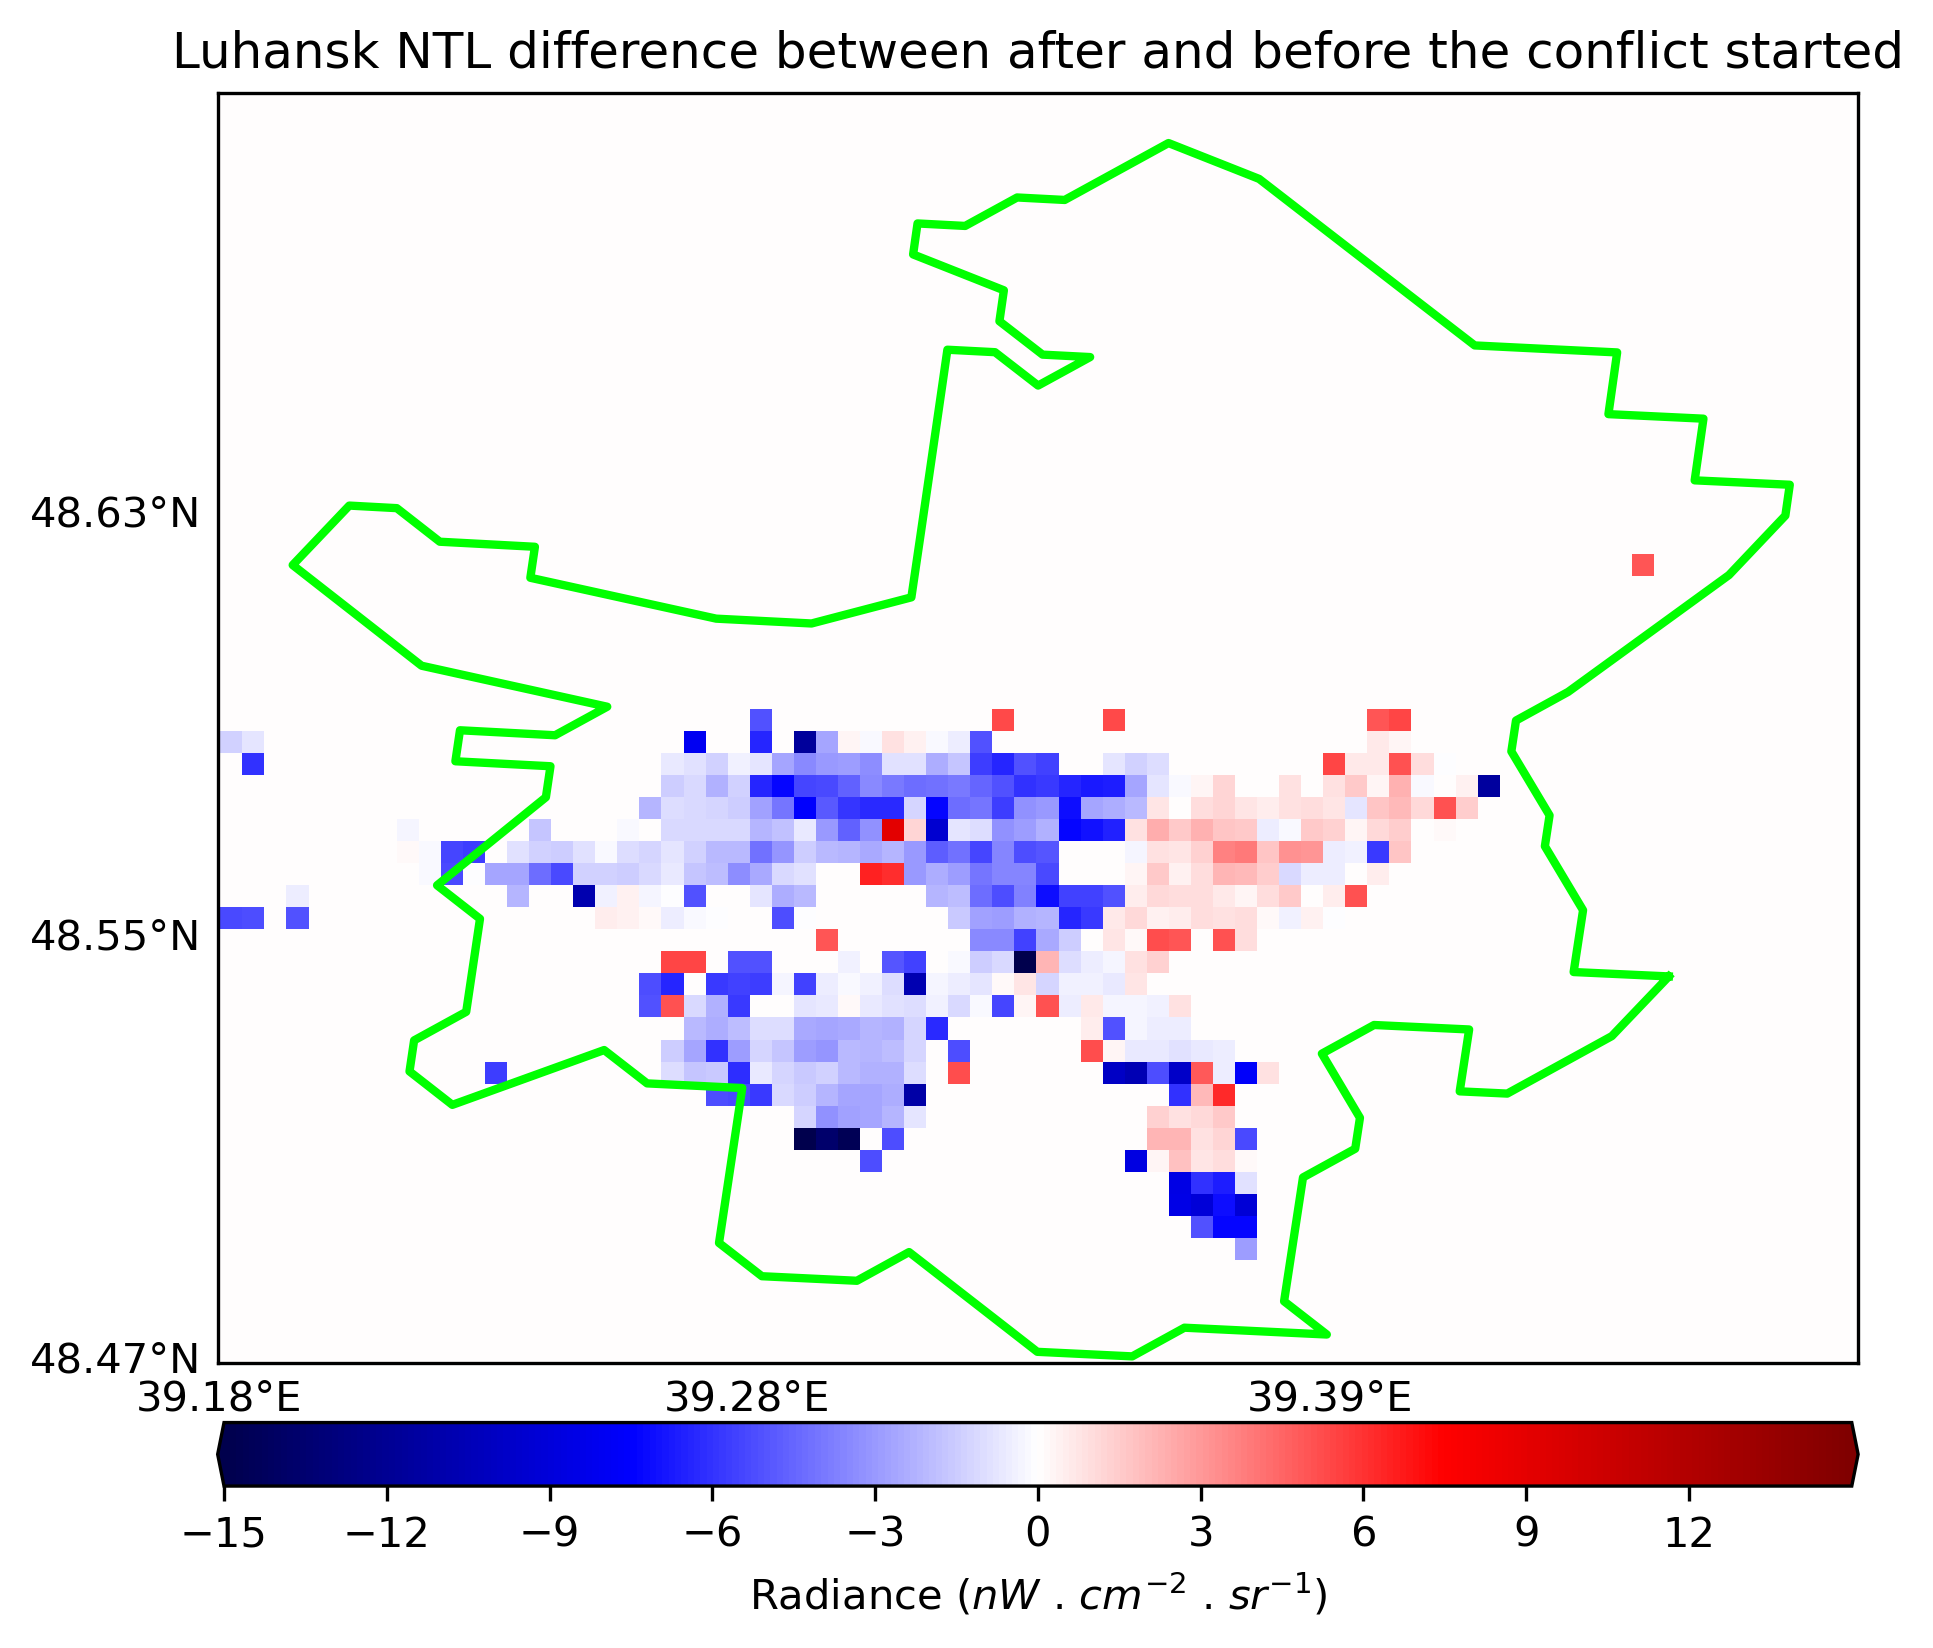 Luhansk NTL difference between after and before the conflict started
48.63°N
48.55°N
48.47°N
39.18°E 39.28°E 39.39°E
−15 −12 −9 −6 −3 0 3 6 9 12
Radiance (nW . cm⁻² . sr⁻¹)